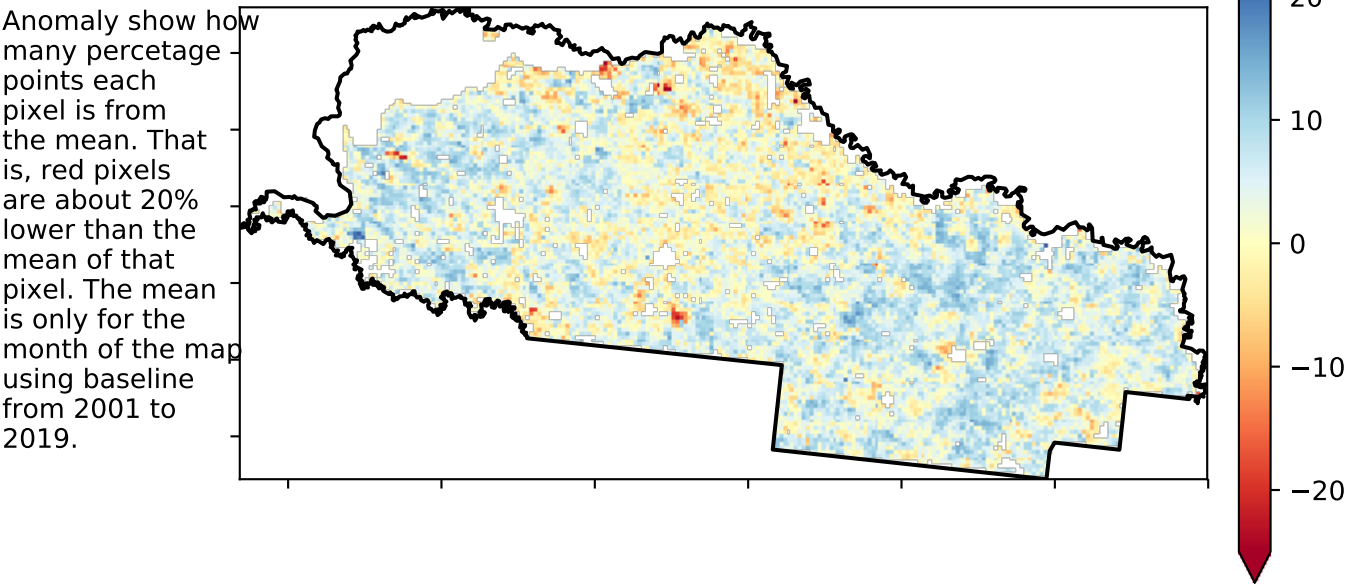 Anomaly show how
many percetage
points each
pixel is from
the mean. That
is, red pixels
are about 20%
lower than the
mean of that
pixel. The mean
is only for the
month of the map
using baseline
from 2001 to
2019.
20
10
0
−10
−20